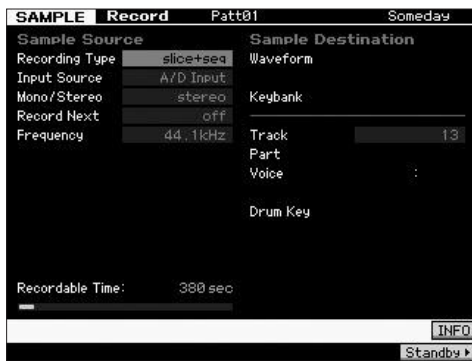 SAMPLE Record Patt01 Someday
Sample Source
Recording Type slice+seq
Input Source A/D Input
Mono/Stereo stereo
Record Next off
Frequency 44.1kHz
Recordable Time: 380 sec
Sample Destination
Waveform
Keybank
Track 13
Part
Voice :
Drum Key
INFO
Standby